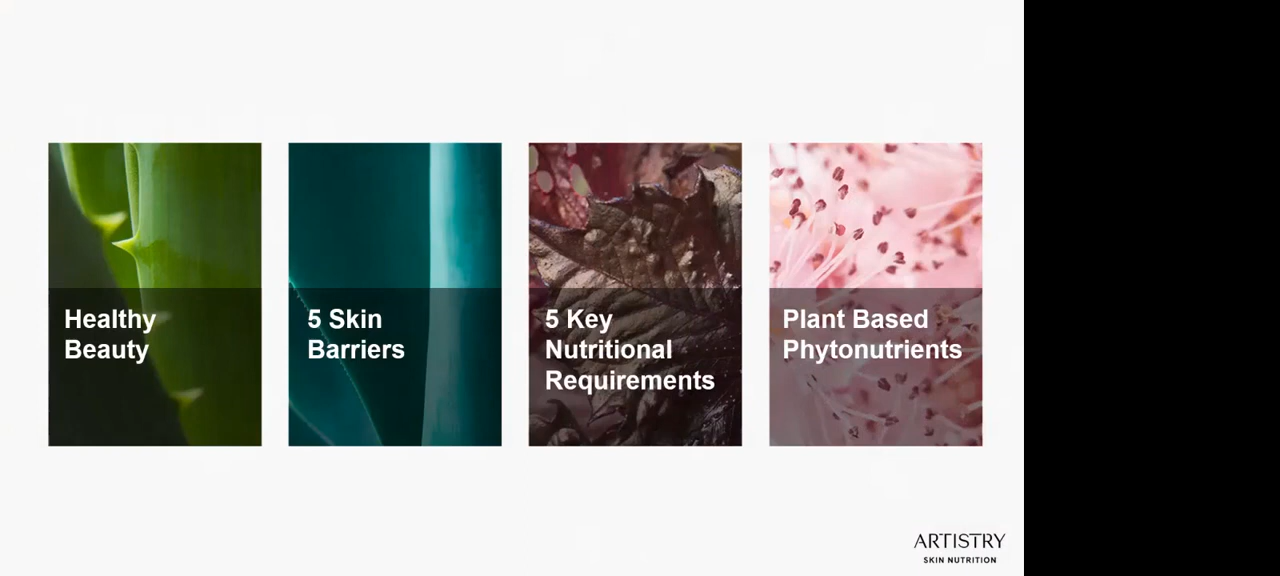 Healthy
Beauty
5 Skin
Barriers
5 Key
Nutritional
Requirements
Plant Based
Phytonutrients
ARTISTRY
SKIN NUTRITION